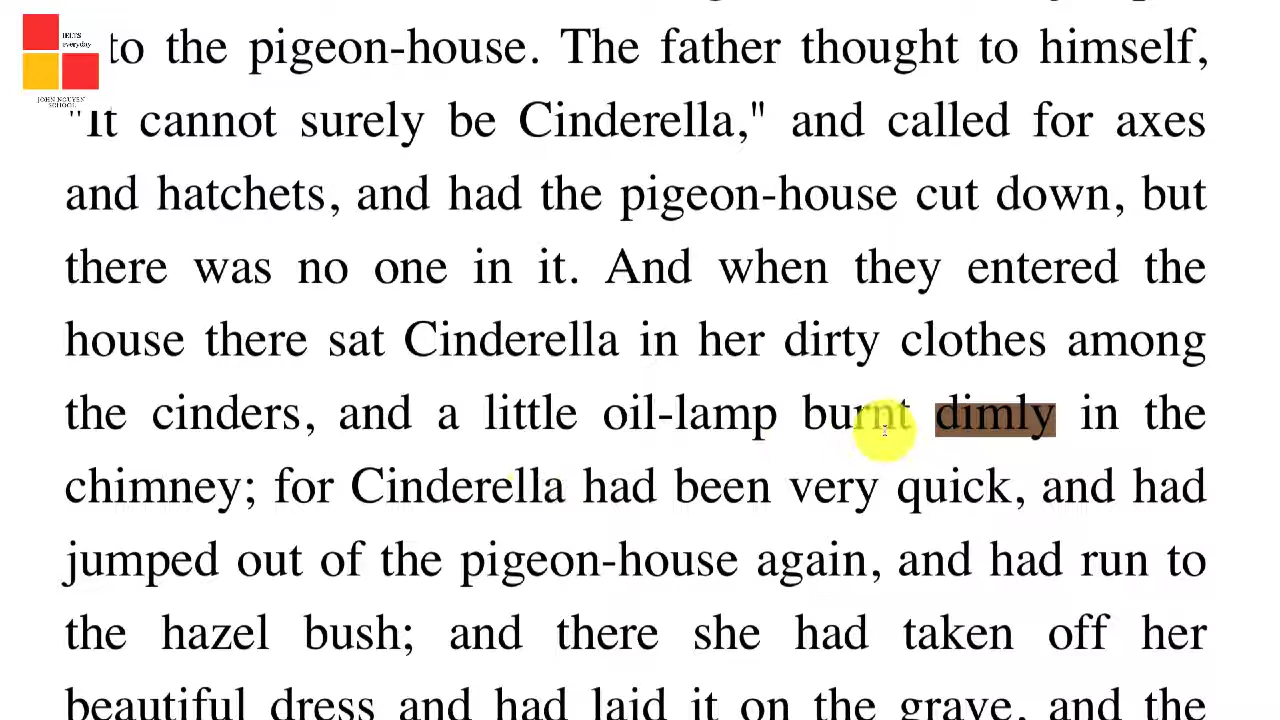 IELTS
everyday
JOHN NGUYEN
SCHOOL
to the pigeon-house. The father thought to himself,
"It cannot surely be Cinderella," and called for axes
and hatchets, and had the pigeon-house cut down, but
there was no one in it. And when they entered the
house there sat Cinderella in her dirty clothes among
the cinders, and a little oil-lamp burnt dimly in the
chimney; for Cinderella had been very quick, and had
jumped out of the pigeon-house again, and had run to
the hazel bush; and there she had taken off her
beautiful dress and had laid it on the grave, and the